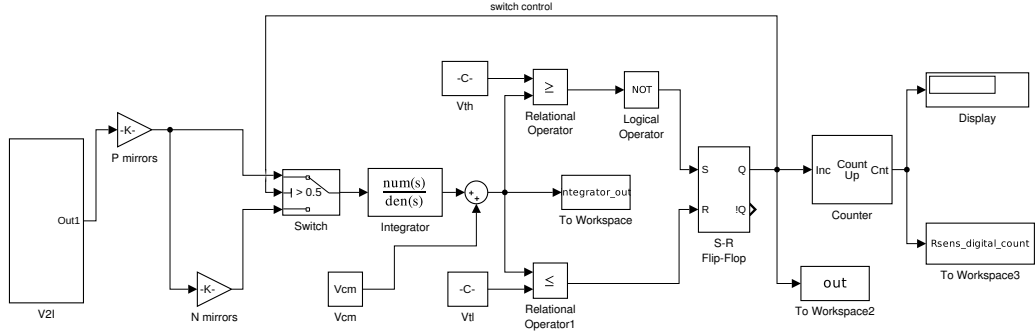 switch control
-C-
Vth
≥
Relational
Operator
NOT
Logical
Operator
Display
-K-
P mirrors
Out1
V2I
> 0.5
Switch
num(s)
den(s)
Integrator
+
+
ntegrator_out
To Workspace
S
Q
R
!Q
S-R
Flip-Flop
Inc
Count
Up
Cnt
Counter
Rsens_digital_count
To Workspace3
-K-
N mirrors
Vcm
Vcm
-C-
Vtl
≤
Relational
Operator1
out
To Workspace2